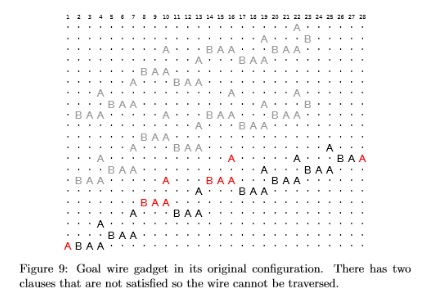 1 2 3 4 5 6 7 8 9 10 11 12 13 14 15 16 17 18 19 20 21 22 23 24 25 26 27 28
· · · · · · · · · · · · · · · · · · · · · A · · · · · ·
· · · · · · · · · · · · · · · · · · A · · · B · · · · ·
· · · · · · · · · A · · · B A A · · · B A A · · · · · ·
· · · · · · · · · · · · A · · · B A A · · · · · · · · ·
· · · · · · · B A A · · · · · · · · · · · · · · · · · ·
· · · · · · A · · · B A A · · · · · · · · · · · · · · ·
· · · A · · · · · · · · · · · A · · · · · A · · · · · ·
· · · · B A A · · · · · · · · · · · A · · · B · · · · ·
· B A A · · · · · A · · · B A A · · · B A A · · · · · ·
· · · · · · · · · · · · A · · · B A A · · · · · · · · ·
· · · · · · · B A A · · · · · · · · · · · · · · · · · ·
· · · · · · A · · · B A A · · · · · · · · · · · A · · ·
· · · A · · · · · · · · · · · A · · · · · A · · · B A A
· · · · B A A · · · · · · · · · · · A · · · B A A · · ·
· B A A · · · · · A · · · B A A · · · B A A · · · · · ·
· · · · · · · · · · · · A · · · B A A · · · · · · · · ·
· · · · · · · B A A · · · · · · · · · · · · · · · · · ·
· · · · · · A · · · B A A · · · · · · · · · · · · · · ·
· · · A · · · · · · · · · · · · · · · · · · · · · · · ·
· · · · B A A · · · · · · · · · · · · · · · · · · · · ·
A B A A · · · · · · · · · · · · · · · · · · · · · · · ·
Figure 9: Goal wire gadget in its original configuration. There has two
clauses that are not satisfied so the wire cannot be traversed.